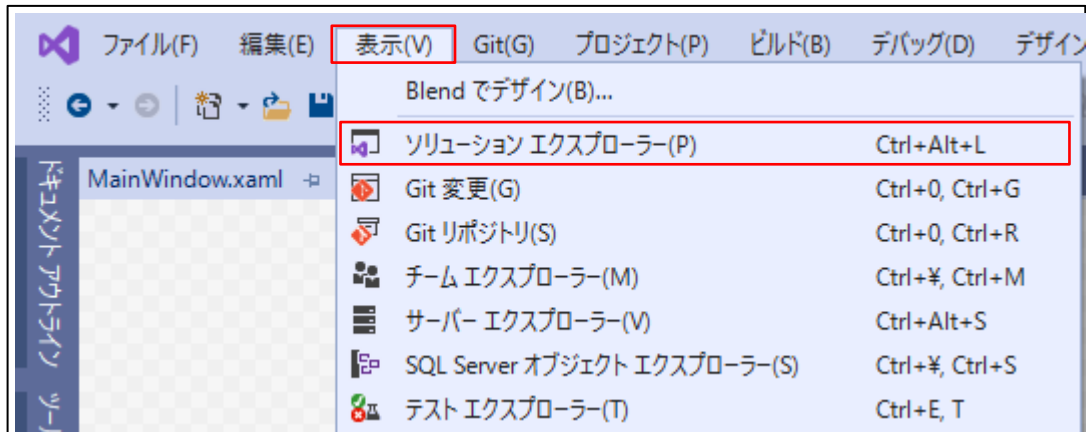 ファイル(F) 編集(E) 表示(V) Git(G) プロジェクト(P) ビルド(B) デバッグ(D) デザイン
Blend でデザイン(B)...
ソリューション エクスプローラー(P) Ctrl+Alt+L
MainWindow.xaml
Git 変更(G) Ctrl+0, Ctrl+G
Git リポジトリ(S) Ctrl+0, Ctrl+R
チーム エクスプローラー(M) Ctrl+¥, Ctrl+M
サーバー エクスプローラー(V) Ctrl+Alt+S
SQL Server オブジェクト エクスプローラー(S) Ctrl+¥, Ctrl+S
テスト エクスプローラー(T) Ctrl+E, T
ドキュメント アウトライン
ツール